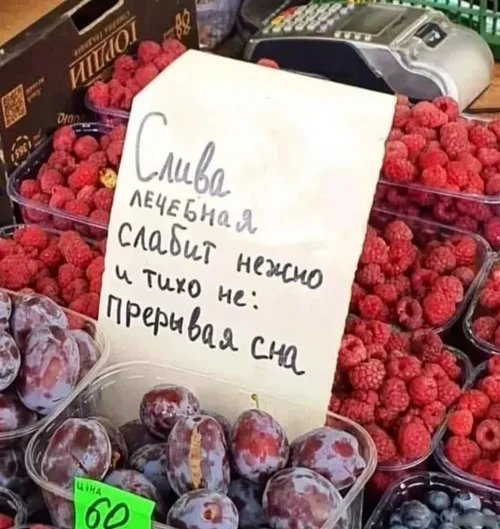 Слива
ЛЕЧЕБНАЯ
слабит нежно
и тихо не:
прерывая сна
ЦІНА
60